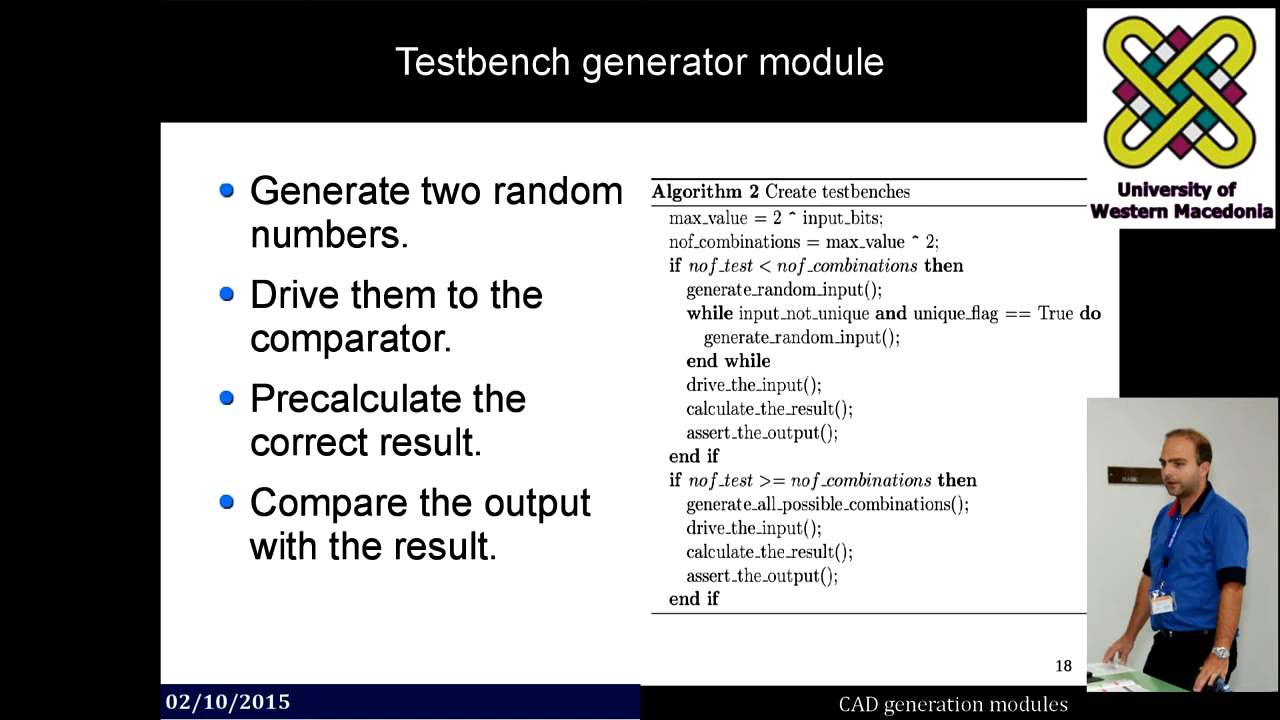 Testbench generator module
University of
Western Macedonia
Generate two random
numbers.
Drive them to the
comparator.
Precalculate the
correct result.
Compare the output
with the result.
Algorithm 2 Create testbenches
max_value = 2 ^ input_bits;
nof_combinations = max_value ^ 2;
if nof_test < nof_combinations then
generate_random_input();
while input_not_unique and unique_flag == True do
generate_random_input();
end while
drive_the_input();
calculate_the_result();
assert_the_output();
end if
if nof_test >= nof_combinations then
generate_all_possible_combinations();
drive_the_input();
calculate_the_result();
assert_the_output();
end if
18
02/10/2015
CAD generation modules